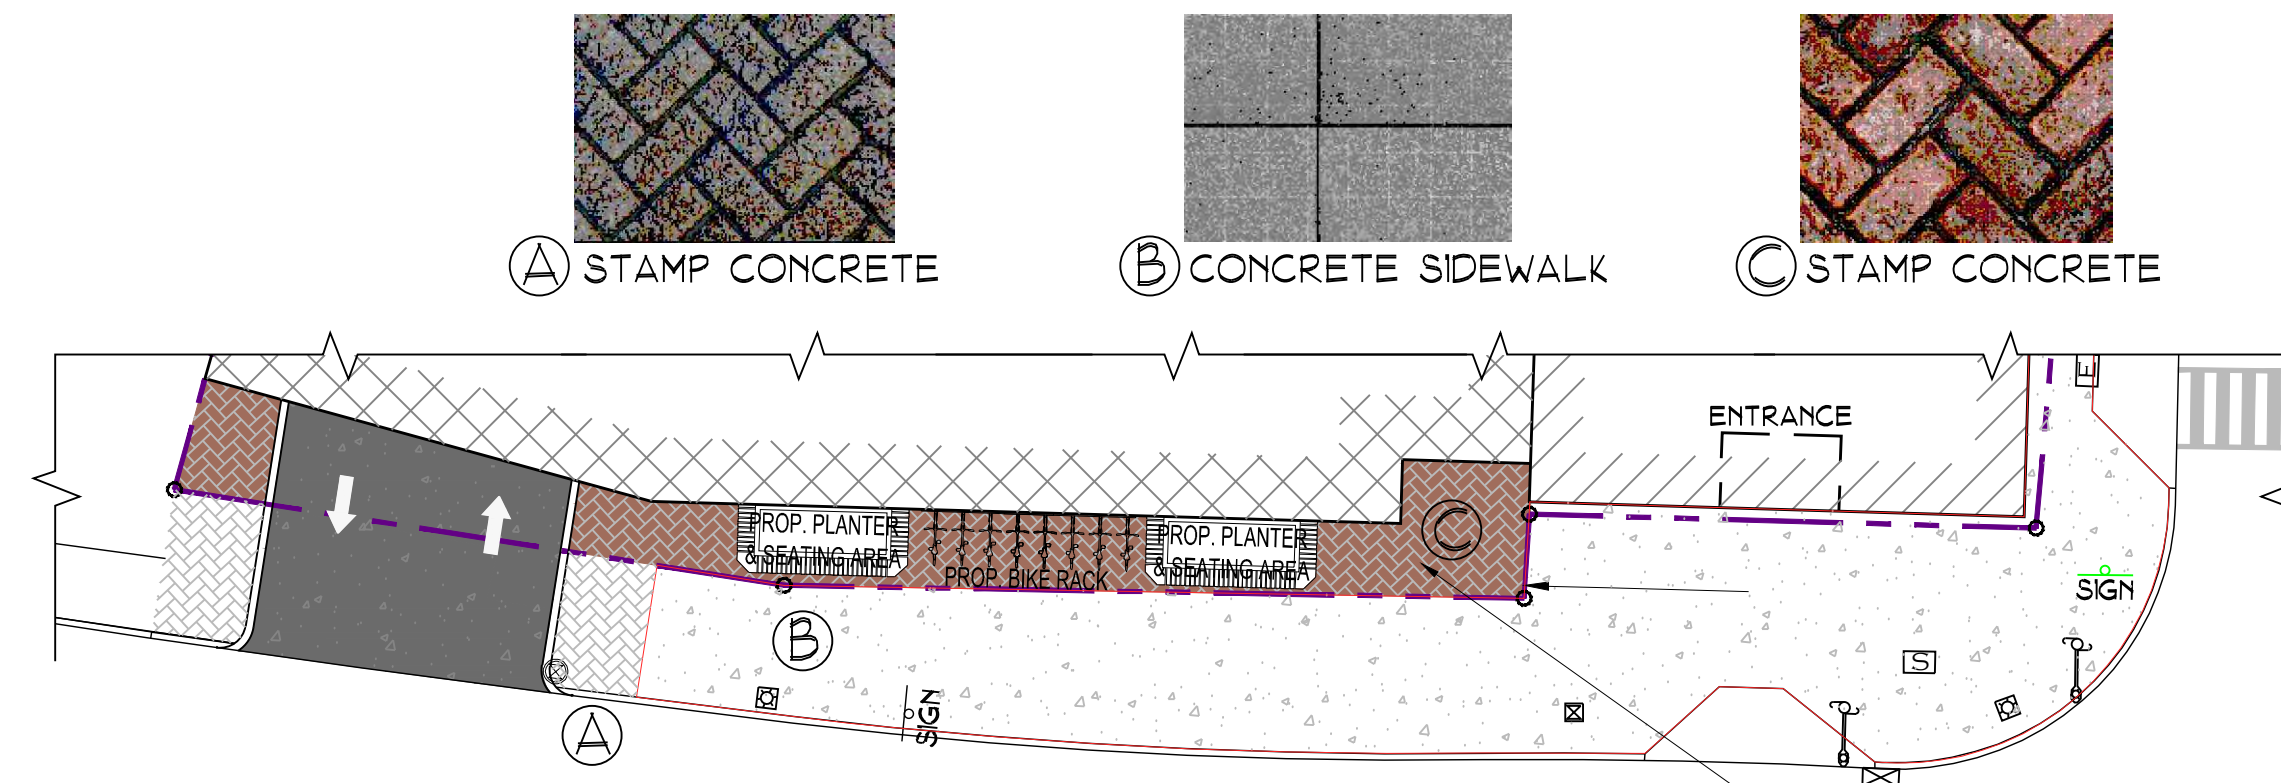 A STAMP CONCRETE
B CONCRETE SIDEWALK
C STAMP CONCRETE
E
ENTRANCE
PROP. PLANTER
& SEATING AREA
PROP. BIKE RACK
PROP. PLANTER
& SEATING AREA
C
SIGN
B
S
SIGN
A